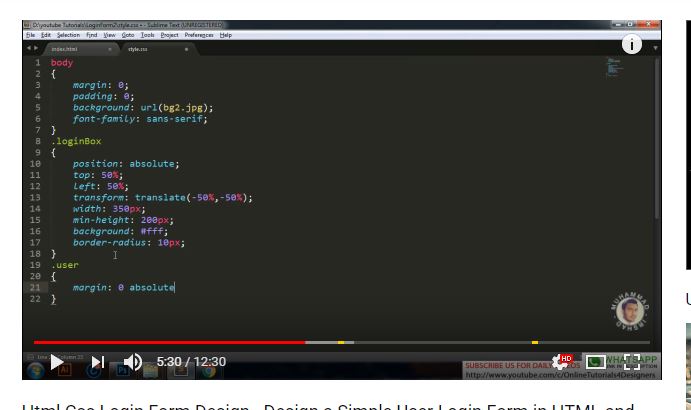 D:\youtube Tutorials\LoginForm2\style.css • - Sublime Text (UNREGISTERED)
File Edit Selection Find View Goto Tools Project Preferences Help
index.html style.css
1 body
2 {
3 margin: 0;
4 padding: 0;
5 background: url(bg2.jpg);
6 font-family: sans-serif;
7 }
8 .loginBox
9 {
10 position: absolute;
11 top: 50%;
12 left: 50%;
13 transform: translate(-50%,-50%);
14 width: 350px;
15 min-height: 200px;
16 background: #fff;
17 border-radius: 10px;
18 }
19 .user
20 {
21 margin: 0 absolute
22 }
MUHAMMAD IRSHAD
5:30 / 12:30
HD
WHATSAPP
SUBSCRIBE US FOR DAILY
http://www.youtube.com/c/OnlineTutorials4Designers
Html Css Login Form Design - Design a Simple User Login Form in HTML and